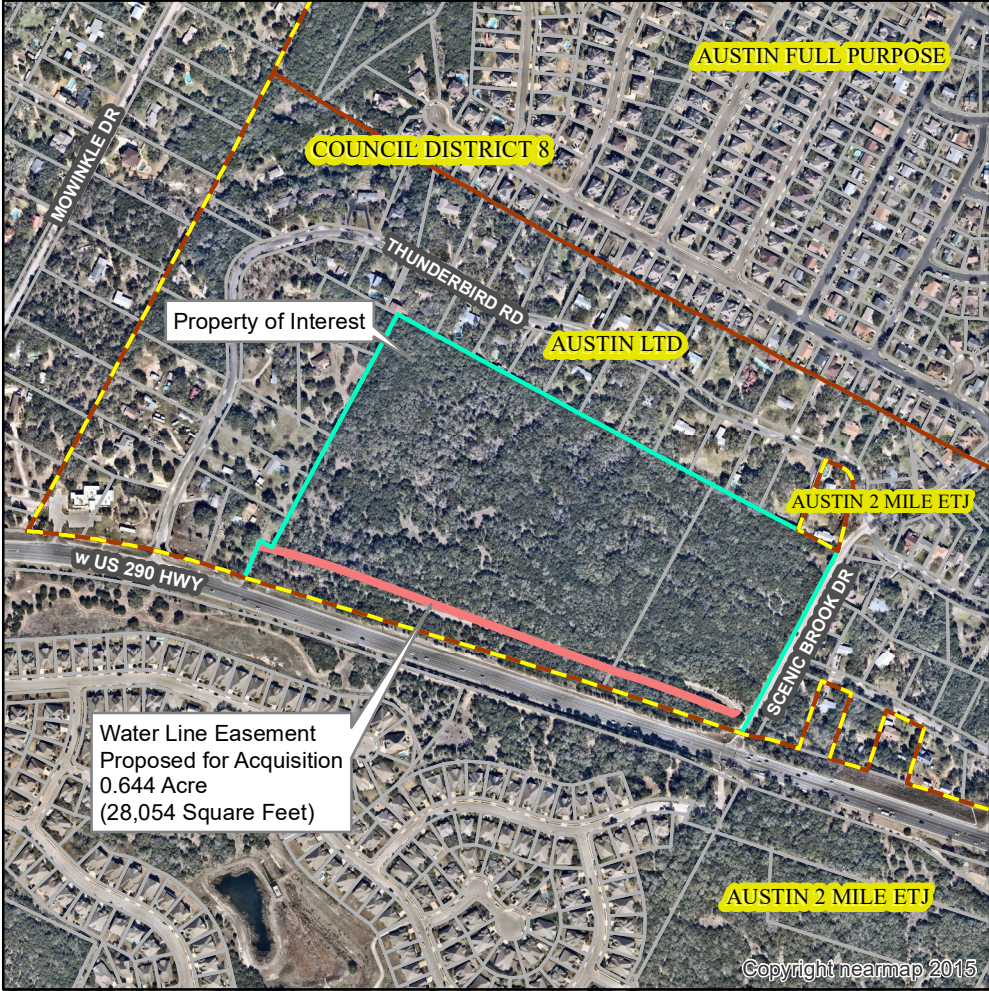 AUSTIN FULL PURPOSE
MOWINKLE DR
COUNCIL DISTRICT 8
THUNDERBIRD RD
Property of Interest
AUSTIN LTD
AUSTIN 2 MILE ETJ
W US 290 HWY
SCENIC BROOK DR
Water Line Easement
Proposed for Acquisition
0.644 Acre
(28,054 Square Feet)
AUSTIN 2 MILE ETJ
Copyright nearmap 2015